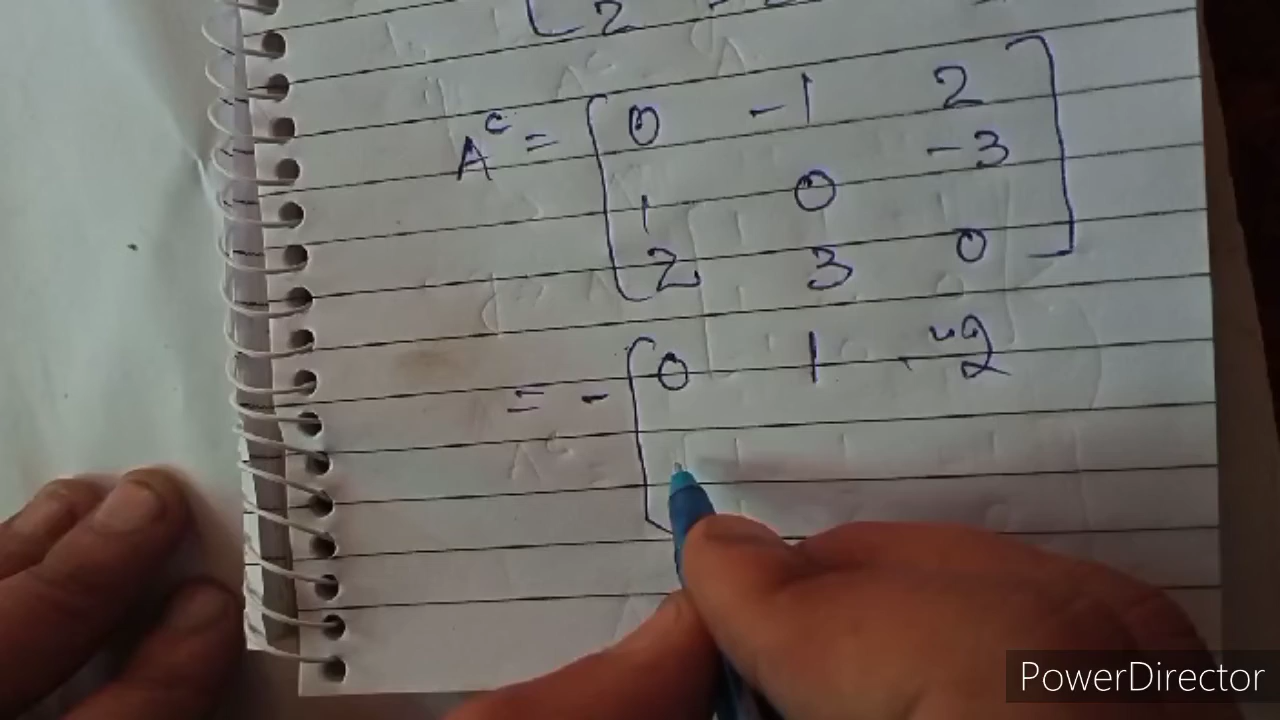 2
A^c = [ 0 -1 2 ]
1 0 -3
2 3 0
= - [ 0 1
PowerDirector